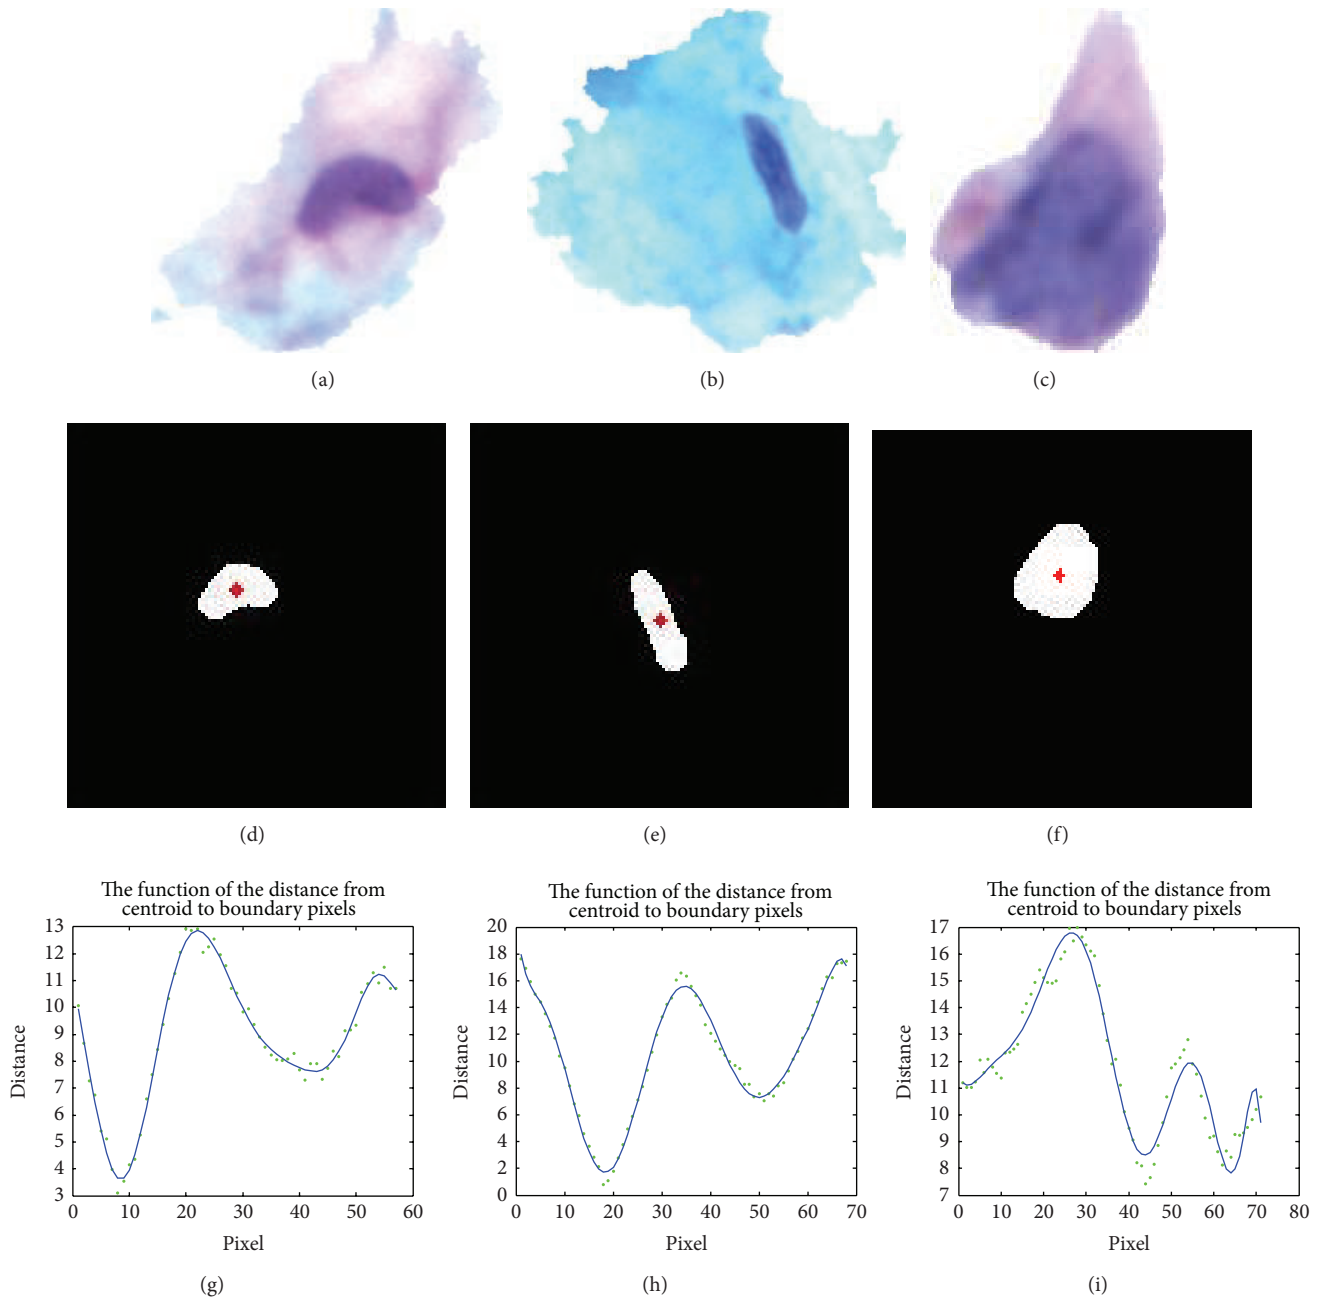 (a)
(b)
(c)
(d)
(e)
(f)
The function of the distance from
centroid to boundary pixels
13
12
11
10
9
8
7
6
5
4
3
0 10 20 30 40 50 60
Distance
Pixel
(g)
The function of the distance from
centroid to boundary pixels
20
18
16
14
12
10
8
6
4
2
0
0 10 20 30 40 50 60 70
Distance
Pixel
(h)
The function of the distance from
centroid to boundary pixels
17
16
15
14
13
12
11
10
9
8
7
0 10 20 30 40 50 60 70 80
Distance
Pixel
(i)